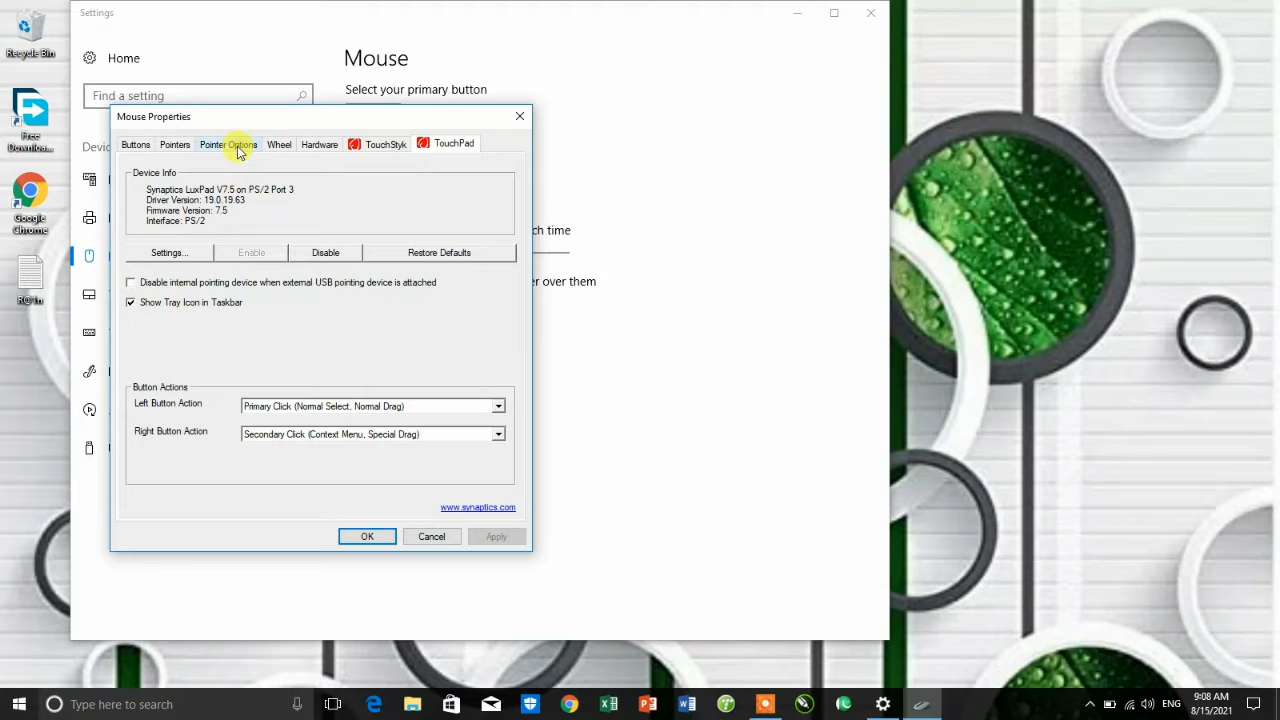 Recycle Bin
Free
Downloa...
Google
Chrome
R@1n
Settings
Home
Find a setting
Devic
Mouse
Select your primary button
ch time
er over them
Mouse Properties
Buttons Pointers Pointer Options Wheel Hardware TouchStyk TouchPad
Device Info
Synaptics LuxPad V7.5 on PS/2 Port 3
Driver Version: 19.0.19.63
Firmware Version: 7.5
Interface: PS/2
Settings... Enable Disable Restore Defaults
Disable internal pointing device when external USB pointing device is attached
Show Tray Icon in Taskbar
Button Actions
Left Button Action Primary Click (Normal Select, Normal Drag)
Right Button Action Secondary Click (Context Menu, Special Drag)
www.synaptics.com
OK Cancel Apply
Type here to search
ENG
9:08 AM
8/15/2021